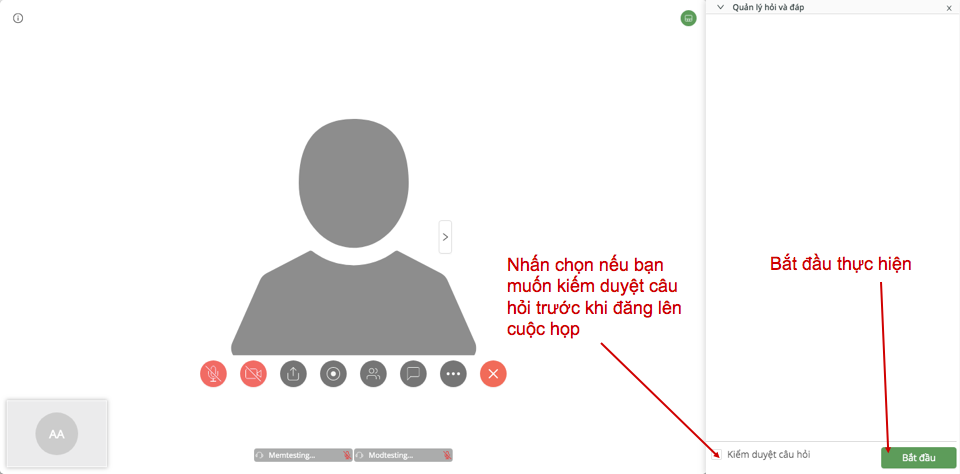 Quản lý hỏi và đáp
x
Nhấn chọn nếu bạn
muốn kiểm duyệt câu
hỏi trước khi đăng lên
cuộc họp
Bắt đầu thực hiện
AA
Memtesting...
Modtesting...
Kiểm duyệt câu hỏi
Bắt đầu